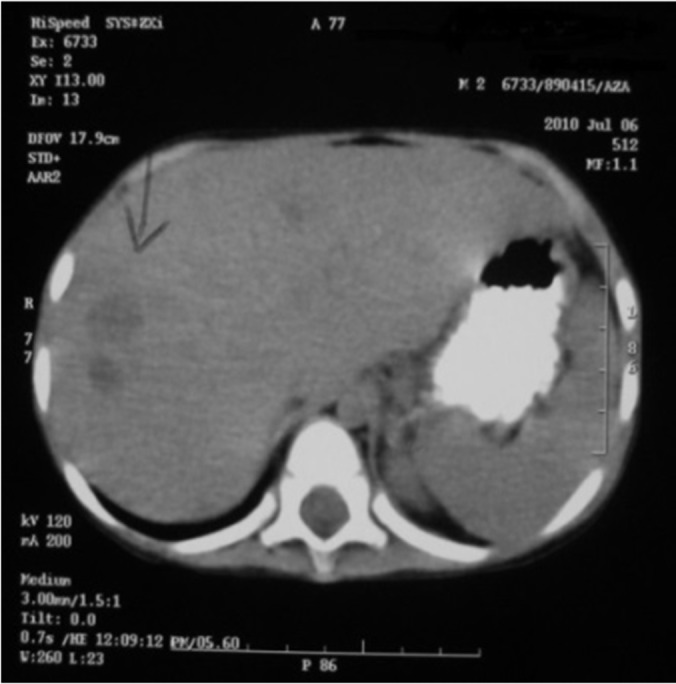 HiSpeed SYS#ZXi
Ex: 6733
Se: 2
XY I13.00
Im: 13
DFOV 17.9cm
STD+
AAR2
A 77
M 2 6733/890415/AZA
2010 Jul 06
512
MF:1.1
R
77
L
86
kV 120
mA 200
Medium
3.00mm/1.5:1
Tilt: 0.0
0.7s /HE 12:09:12 PM/05.60
W:260 L:23
P 86